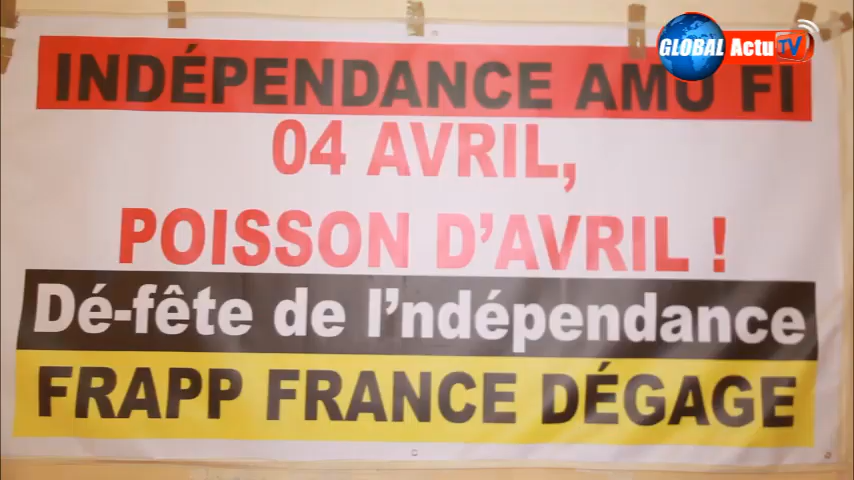 GLOBAL Actu TV
INDÉPENDANCE AMU FI
04 AVRIL,
POISSON D'AVRIL !
Dé-fête de l'ndépendance
FRAPP FRANCE DÉGAGE